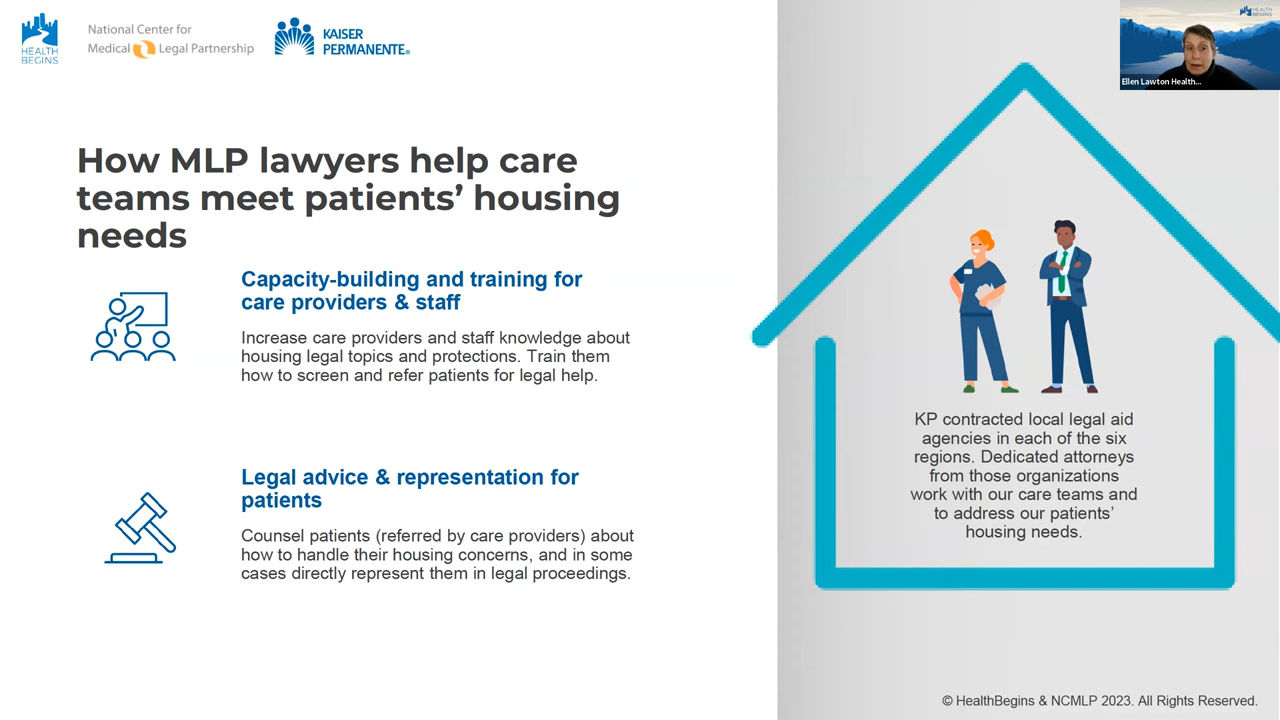 HEALTH
BEGINS
National Center for
Medical Legal Partnership
KAISER
PERMANENTE®
HEALTH
BEGINS
Ellen Lawton Health...
How MLP lawyers help care
teams meet patients’ housing
needs
Capacity-building and training for
care providers & staff
Increase care providers and staff knowledge about
housing legal topics and protections. Train them
how to screen and refer patients for legal help.
Legal advice & representation for
patients
Counsel patients (referred by care providers) about
how to handle their housing concerns, and in some
cases directly represent them in legal proceedings.
KP contracted local legal aid
agencies in each of the six
regions. Dedicated attorneys
from those organizations
work with our care teams and
to address our patients’
housing needs.
© HealthBegins & NCMLP 2023. All Rights Reserved.